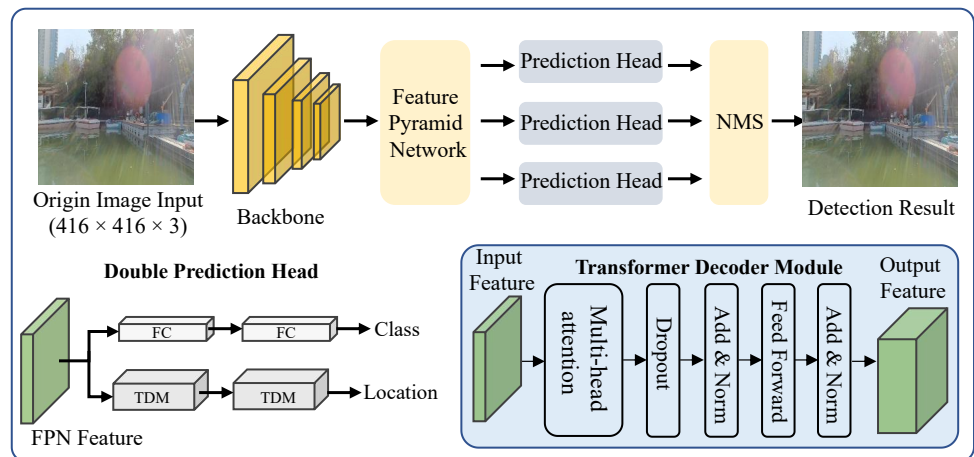 Origin Image Input
(416 × 416 × 3)
Backbone
Feature
Pyramid
Network
Prediction Head
Prediction Head
Prediction Head
NMS
Detection Result
Double Prediction Head
FC
FC
Class
TDM
TDM
Location
FPN Feature
Transformer Decoder Module
Input
Feature
Multi-head
attention
Dropout
Add & Norm
Feed Forward
Add & Norm
Output
Feature